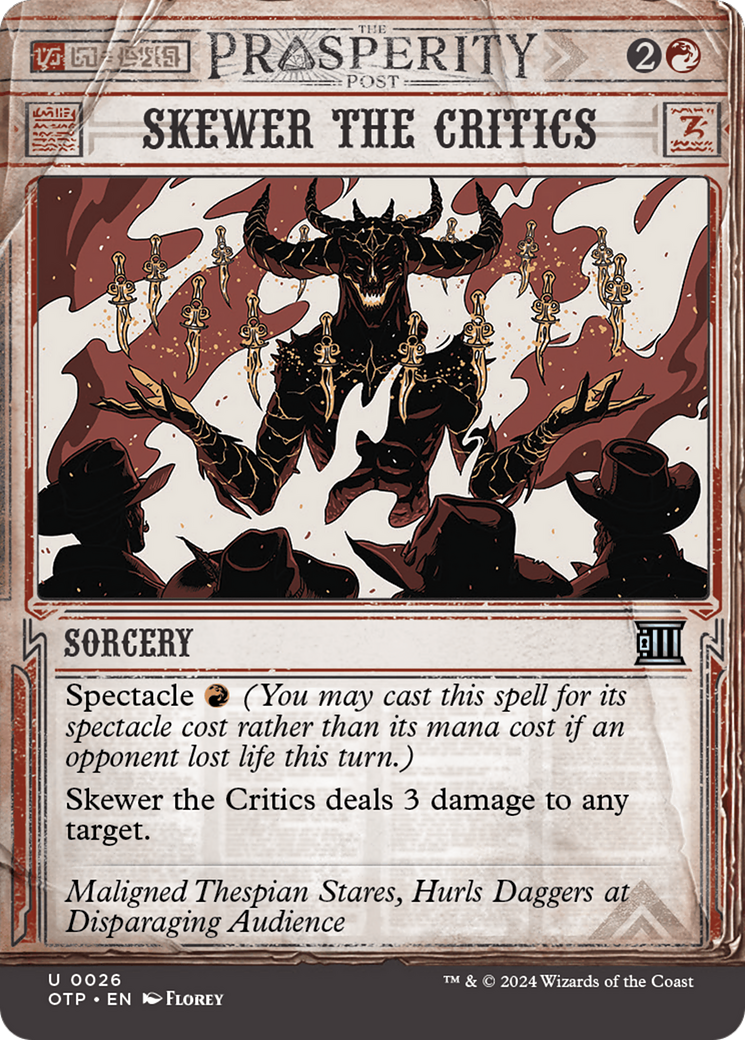 THE
PROSPERITY
POST
2
SKEWER THE CRITICS
SORCERY
Spectacle (You may cast this spell for its
spectacle cost rather than its mana cost if an
opponent lost life this turn.)
Skewer the Critics deals 3 damage to any
target.
Maligned Thespian Stares, Hurls Daggers at
Disparaging Audience
U 0026
OTP • EN FLOREY
™ & © 2024 Wizards of the Coast